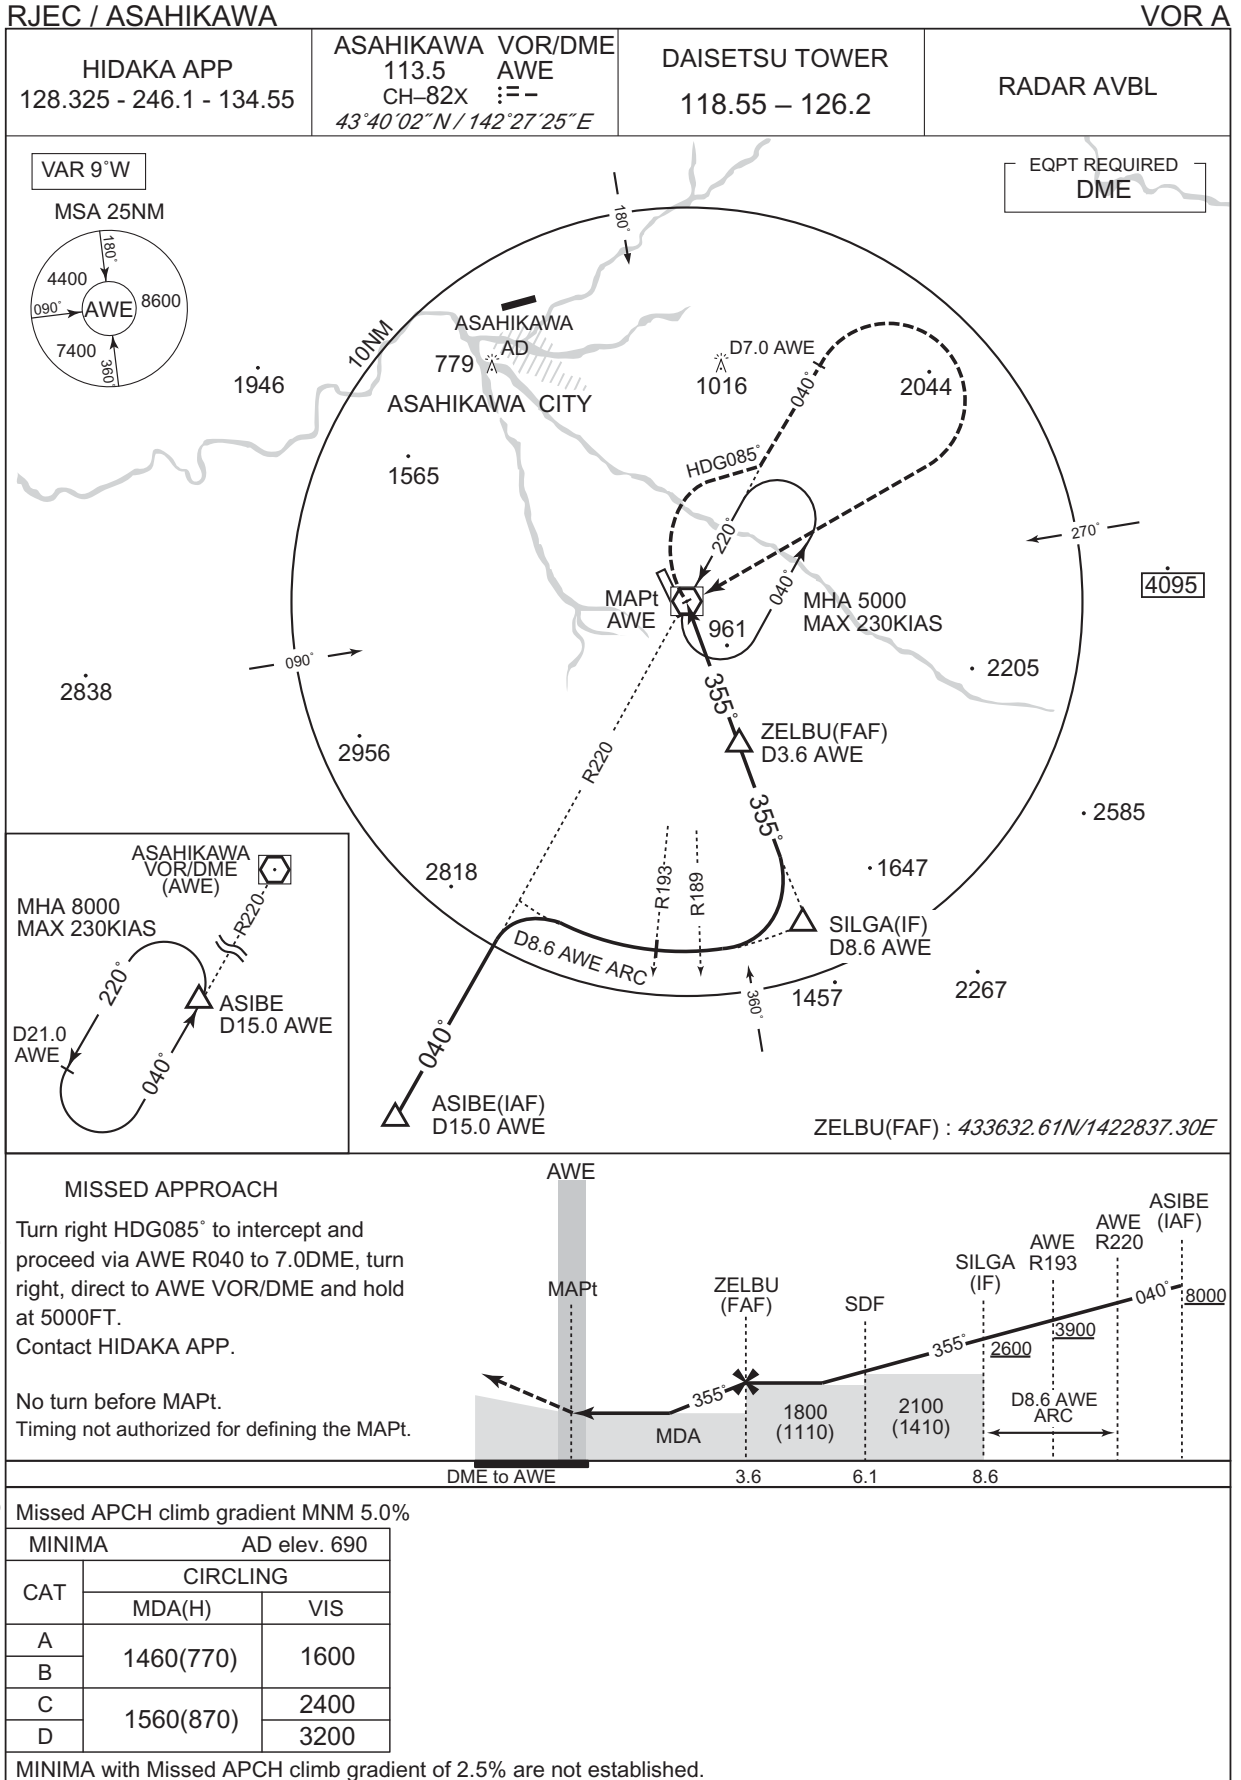 RJEC / ASAHIKAWA
VOR A
HIDAKA APP
128.325 - 246.1 - 134.55
ASAHIKAWA VOR/DME
113.5 AWE
CH–82X
43°40´02˝N / 142°27´25˝E
DAISETSU TOWER
118.55 – 126.2
RADAR AVBL
VAR 9°W
EQPT REQUIRED
DME
MSA 25NM
180°
4400
090°
AWE
8600
7400
360°
180°
10NM
ASAHIKAWA
AD
779
ASAHIKAWA CITY
1946
1565
D7.0 AWE
1016
040°
2044
HDG085°
220°
040°
270°
4095
MAPt
AWE
961
MHA 5000
MAX 230KIAS
2205
090°
2838
2956
355°
ZELBU(FAF)
D3.6 AWE
R220
355°
2585
2818
R193
R189
1647
SILGA(IF)
D8.6 AWE
D8.6 AWE ARC
360°
1457
2267
040°
ASIBE(IAF)
D15.0 AWE
ASAHIKAWA
VOR/DME
(AWE)
MHA 8000
MAX 230KIAS
R220
220°
ASIBE
D15.0 AWE
D21.0
AWE
040°
ZELBU(FAF) : 433632.61N/1422837.30E
MISSED APPROACH
Turn right HDG085° to intercept and
proceed via AWE R040 to 7.0DME, turn
right, direct to AWE VOR/DME and hold
at 5000FT.
Contact HIDAKA APP.
No turn before MAPt.
Timing not authorized for defining the MAPt.
AWE
MAPt
ZELBU
(FAF)
SDF
SILGA
(IF)
AWE
R193
AWE
R220
ASIBE
(IAF)
040°
8000
3900
2600
355°
355°
MDA
1800
(1110)
2100
(1410)
D8.6 AWE
ARC
DME to AWE
3.6
6.1
8.6
Missed APCH climb gradient MNM 5.0%
MINIMA AD elev. 690
CAT
CIRCLING
MDA(H) VIS
A
B
1460(770)
1600
C
D
1560(870)
2400
3200
MINIMA with Missed APCH climb gradient of 2.5% are not established.